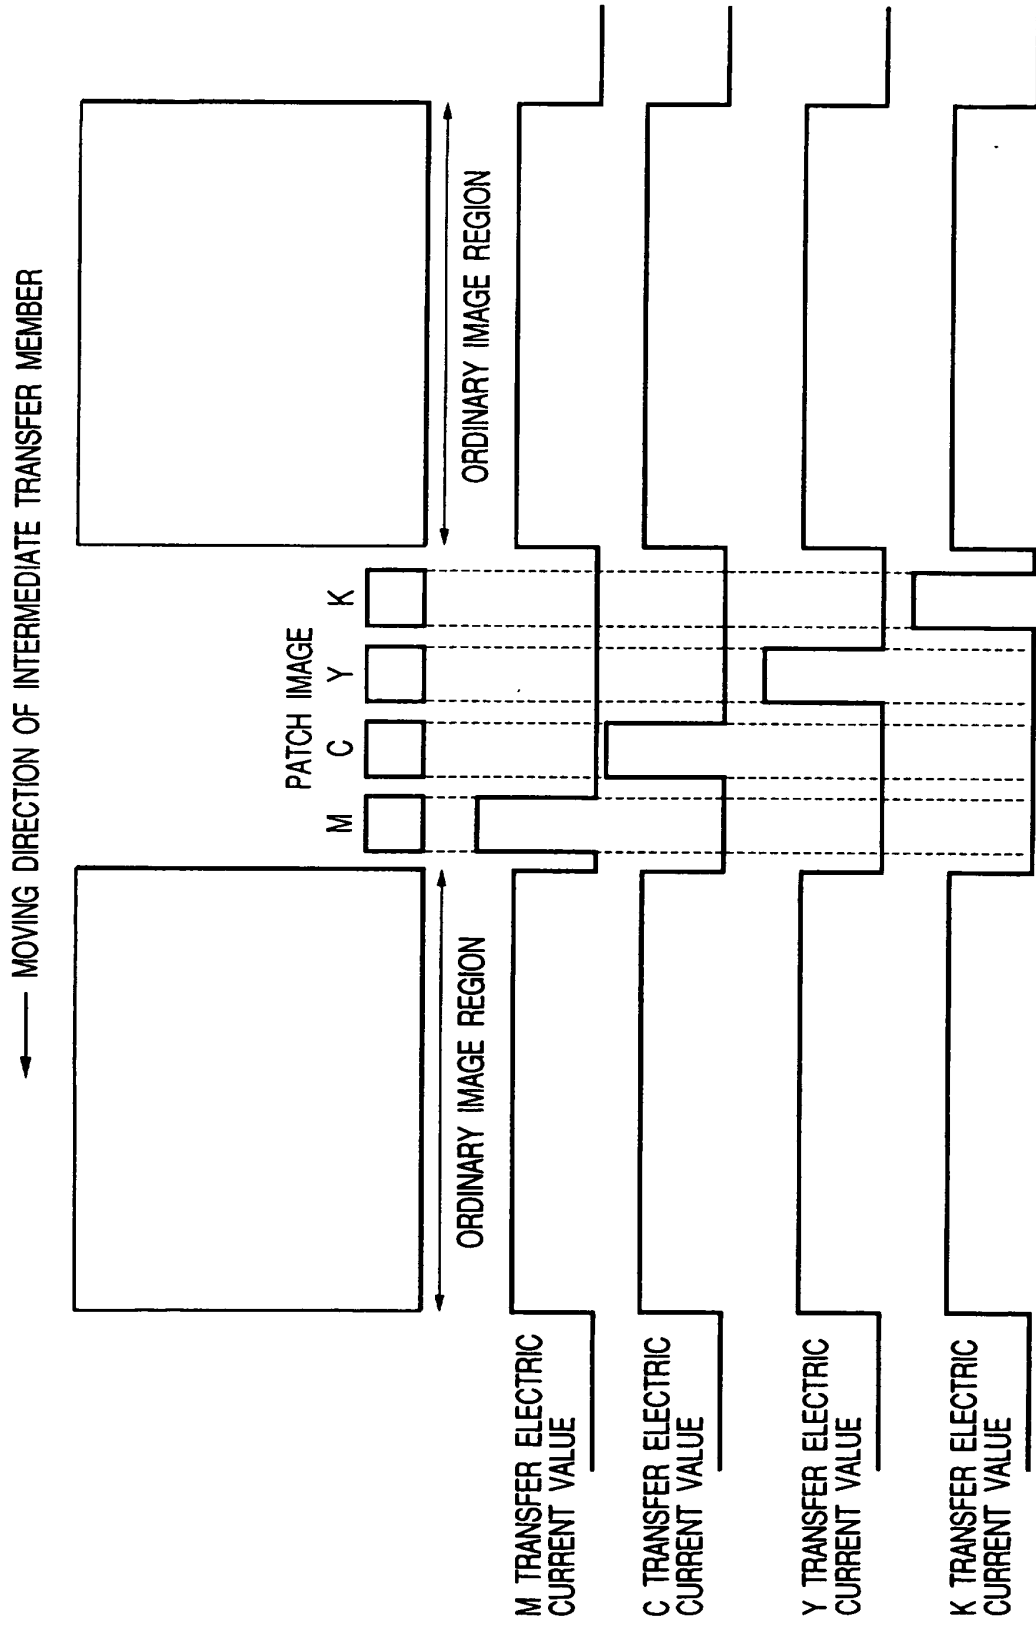 MOVING DIRECTION OF INTERMEDIATE TRANSFER MEMBER
PATCH IMAGE
M C Y K
ORDINARY IMAGE REGION
ORDINARY IMAGE REGION
M TRANSFER ELECTRIC
CURRENT VALUE
C TRANSFER ELECTRIC
CURRENT VALUE
Y TRANSFER ELECTRIC
CURRENT VALUE
K TRANSFER ELECTRIC
CURRENT VALUE